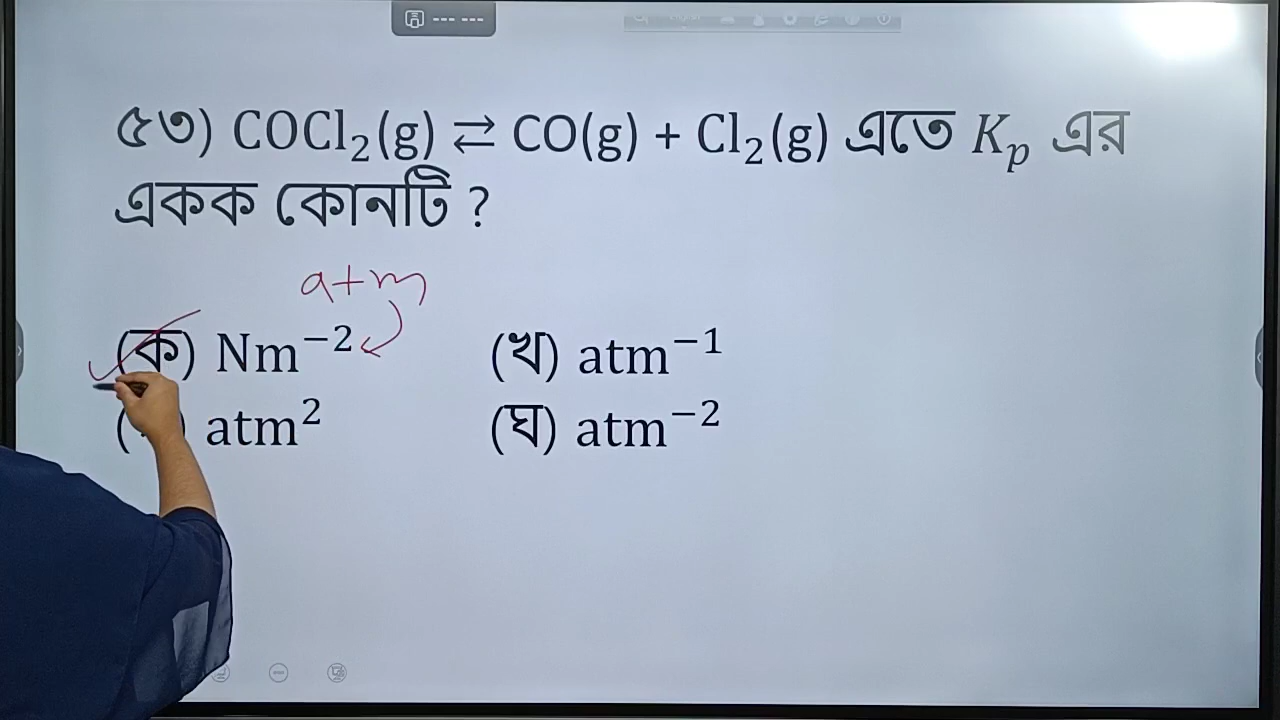 ৫৩) COCl₂(g) ⇄ CO(g) + Cl₂(g) এতে Kₚ এর
একক কোনটি ?
atm
(ক) Nm⁻² (খ) atm⁻¹
atm² (ঘ) atm⁻²